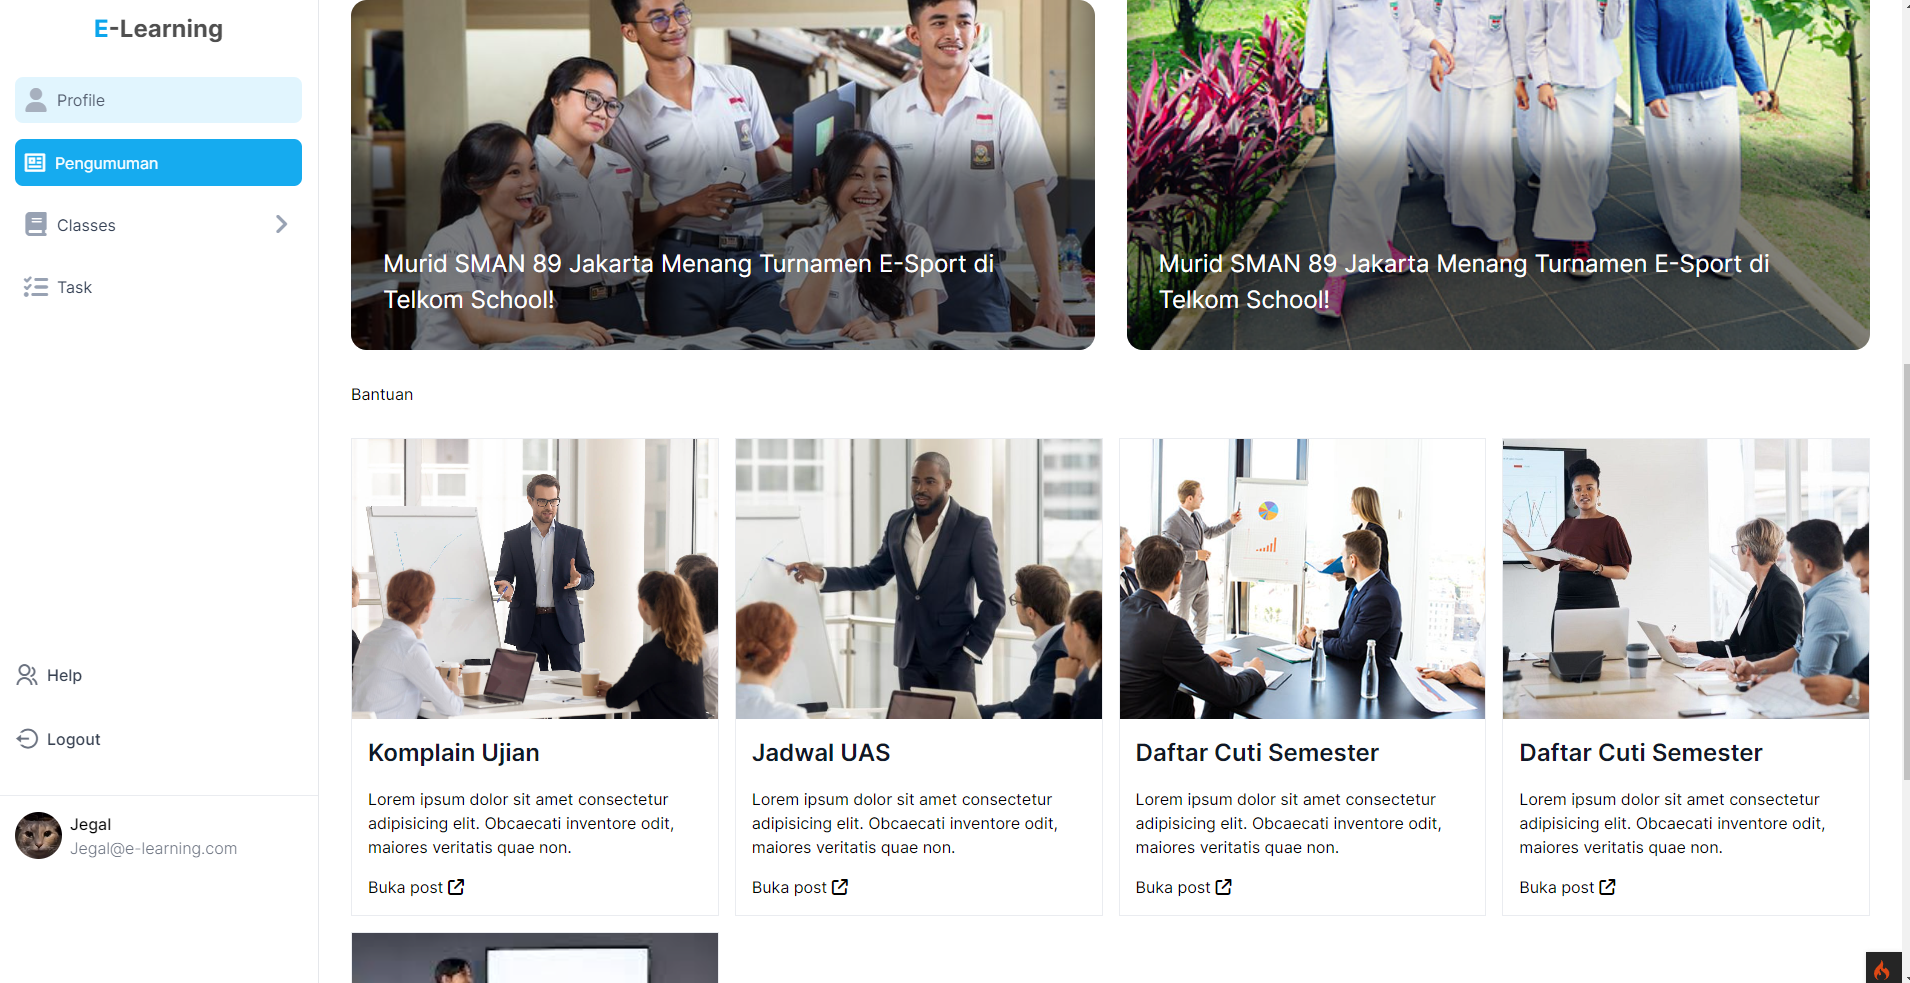 E-Learning
Profile
Pengumuman
Classes
Task
Help
Logout
Jegal
Jegal@e-learning.com
Murid SMAN 89 Jakarta Menang Turnamen E-Sport di
Telkom School!
Murid SMAN 89 Jakarta Menang Turnamen E-Sport di
Telkom School!
Bantuan
Komplain Ujian
Lorem ipsum dolor sit amet consectetur
adipisicing elit. Obcaecati inventore odit,
maiores veritatis quae non.
Buka post
Jadwal UAS
Lorem ipsum dolor sit amet consectetur
adipisicing elit. Obcaecati inventore odit,
maiores veritatis quae non.
Buka post
Daftar Cuti Semester
Lorem ipsum dolor sit amet consectetur
adipisicing elit. Obcaecati inventore odit,
maiores veritatis quae non.
Buka post
Daftar Cuti Semester
Lorem ipsum dolor sit amet consectetur
adipisicing elit. Obcaecati inventore odit,
maiores veritatis quae non.
Buka post